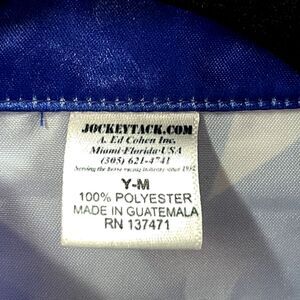 JOCKEYTACK.COM
A. Ed Cohen Inc.
Miami-Florida-USA
(305) 621-4741
Serving the horse racing industry since 1912
Y-M
100% POLYESTER
MADE IN GUATEMALA
RN 137471